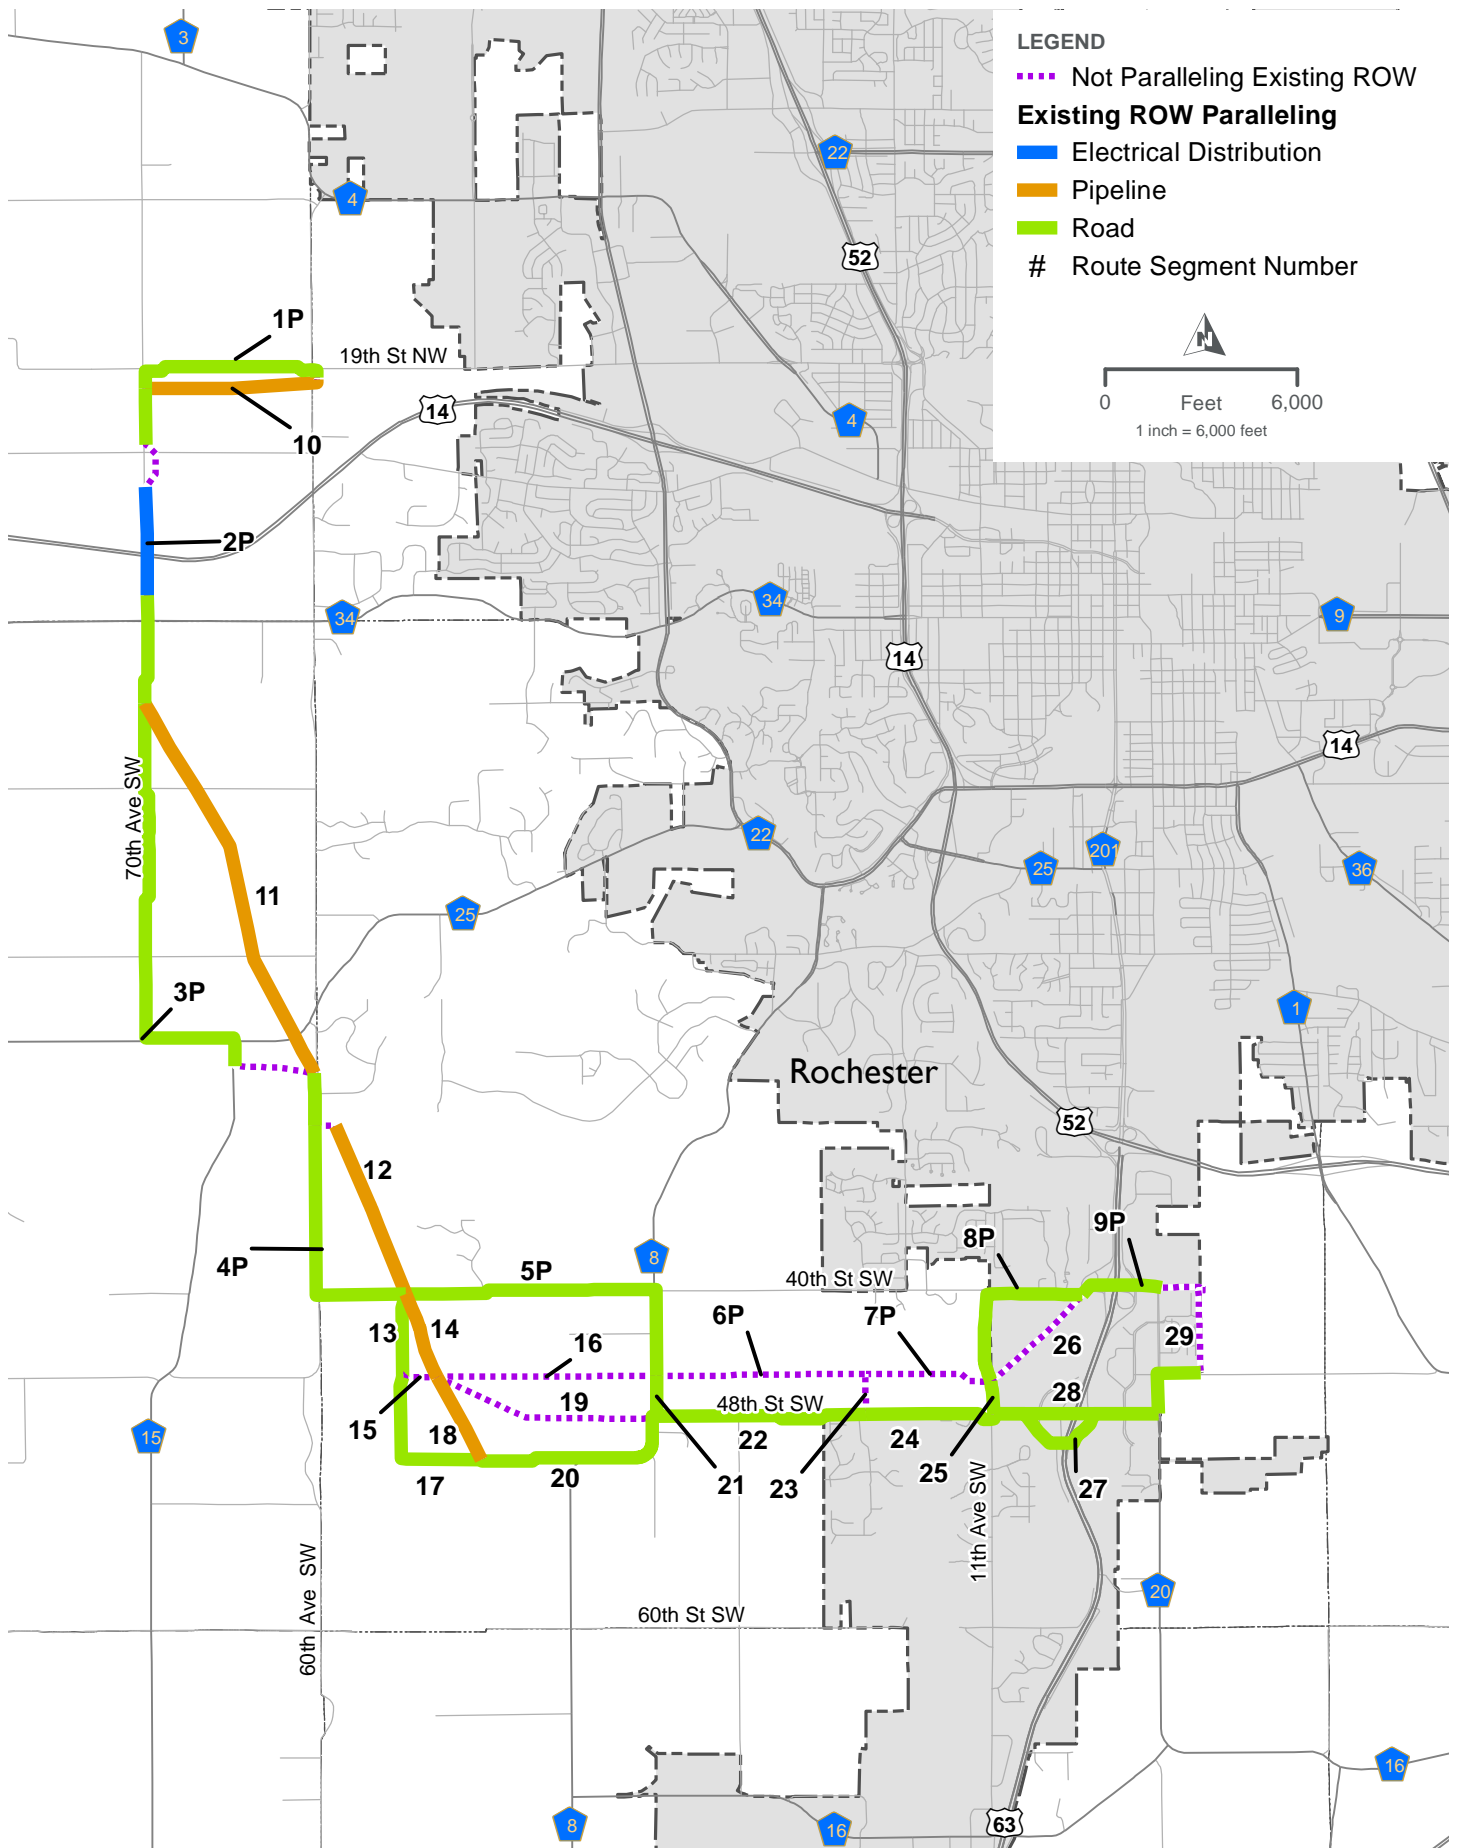 LEGEND
Not Paralleling Existing ROW
Existing ROW Paralleling
Electrical Distribution
Pipeline
Road
# Route Segment Number
N
0 Feet 6,000
1 inch = 6,000 feet
3
22
4
52
1P
19th St NW
14
4
10
2P
34
34
9
14
14
70th Ave SW
22
201
25
36
11
25
3P
1
Rochester
52
12
9P
8P
4P
8
5P
40th St SW
6P
7P
13
14
16
26
29
28
19
48th St SW
15
15
18
22
24
25
17
20
21
23
27
11th Ave SW
60th Ave SW
20
60th St SW
16
8
16
63